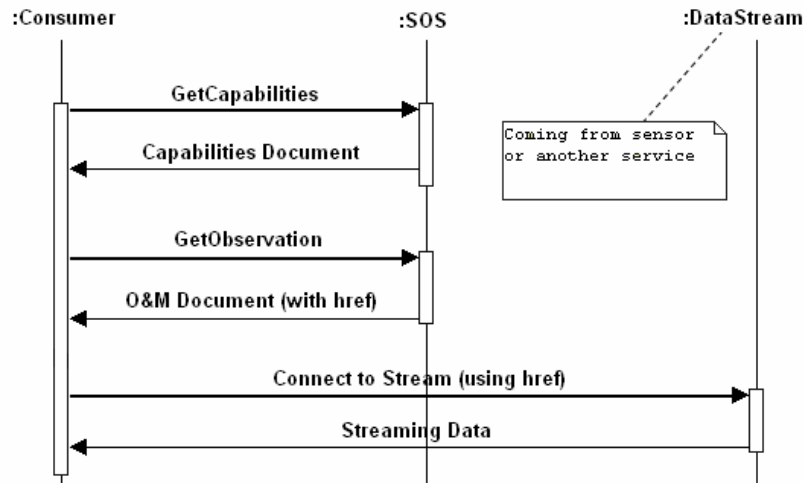 :Consumer
:SOS
:DataStream
GetCapabilities
Coming from sensor
or another service
Capabilities Document
GetObservation
O&M Document (with href)
Connect to Stream (using href)
Streaming Data